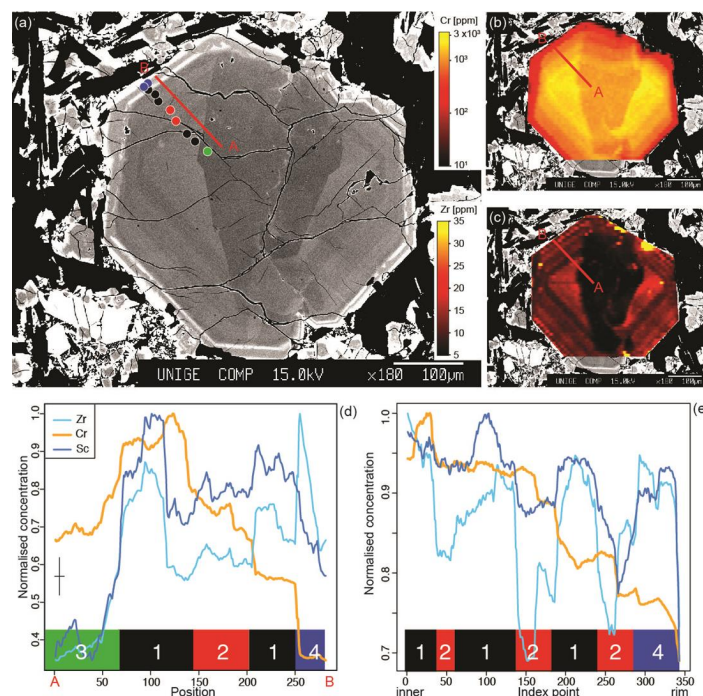 (a)
B
A
UNIGE COMP 15.0kV ×180 100µm
Cr [ppm]
3 x10³
10³
10²
10¹
Zr [ppm]
35
30
25
20
15
10
5
(b)
B
A
UNIGE COMP 15.0kV ×180 100µm
(c)
B
A
UNIGE COMP 15.0kV ×180 100µm
(d)
Zr
Cr
Sc
Normalised concentration
1.0
0.9
0.8
0.7
0.6
0.5
0.4
3 1 2 1 4
0 50 100 150 200 250
A Position B
(e)
Normalised concentration
1.0
0.9
0.8
0.7
1 2 1 2 1 2 4
0 50 100 150 200 250 300 350
inner Index point rim